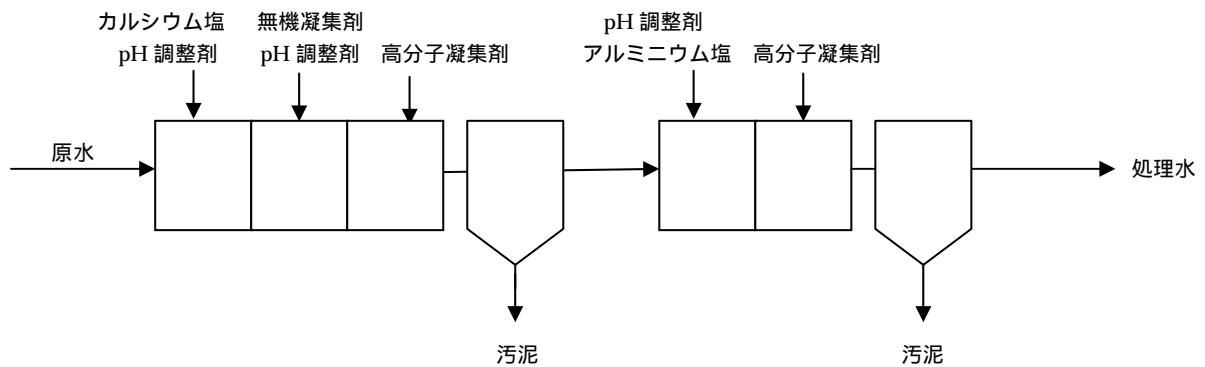 カルシウム塩
pH 調整剤
無機凝集剤
pH 調整剤
高分子凝集剤
pH 調整剤
アルミニウム塩
高分子凝集剤
原水
処理水
汚泥
汚泥